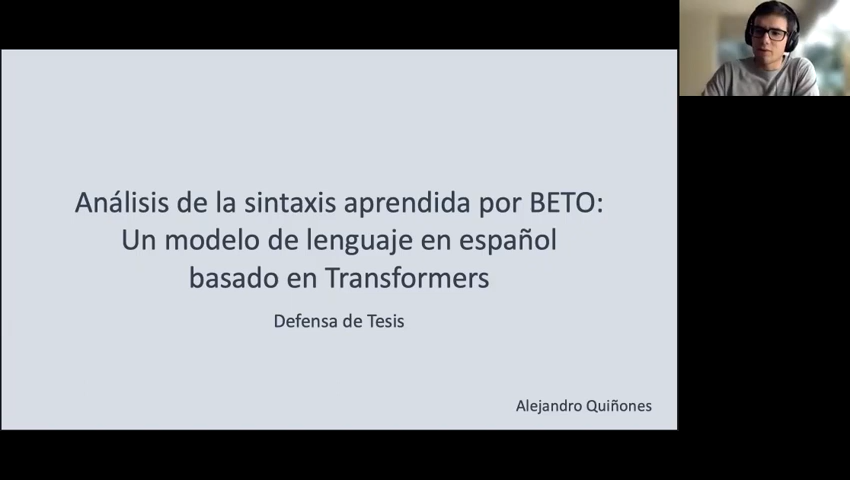 Análisis de la sintaxis aprendida por BETO:
Un modelo de lenguaje en español
basado en Transformers
Defensa de Tesis
Alejandro Quiñones